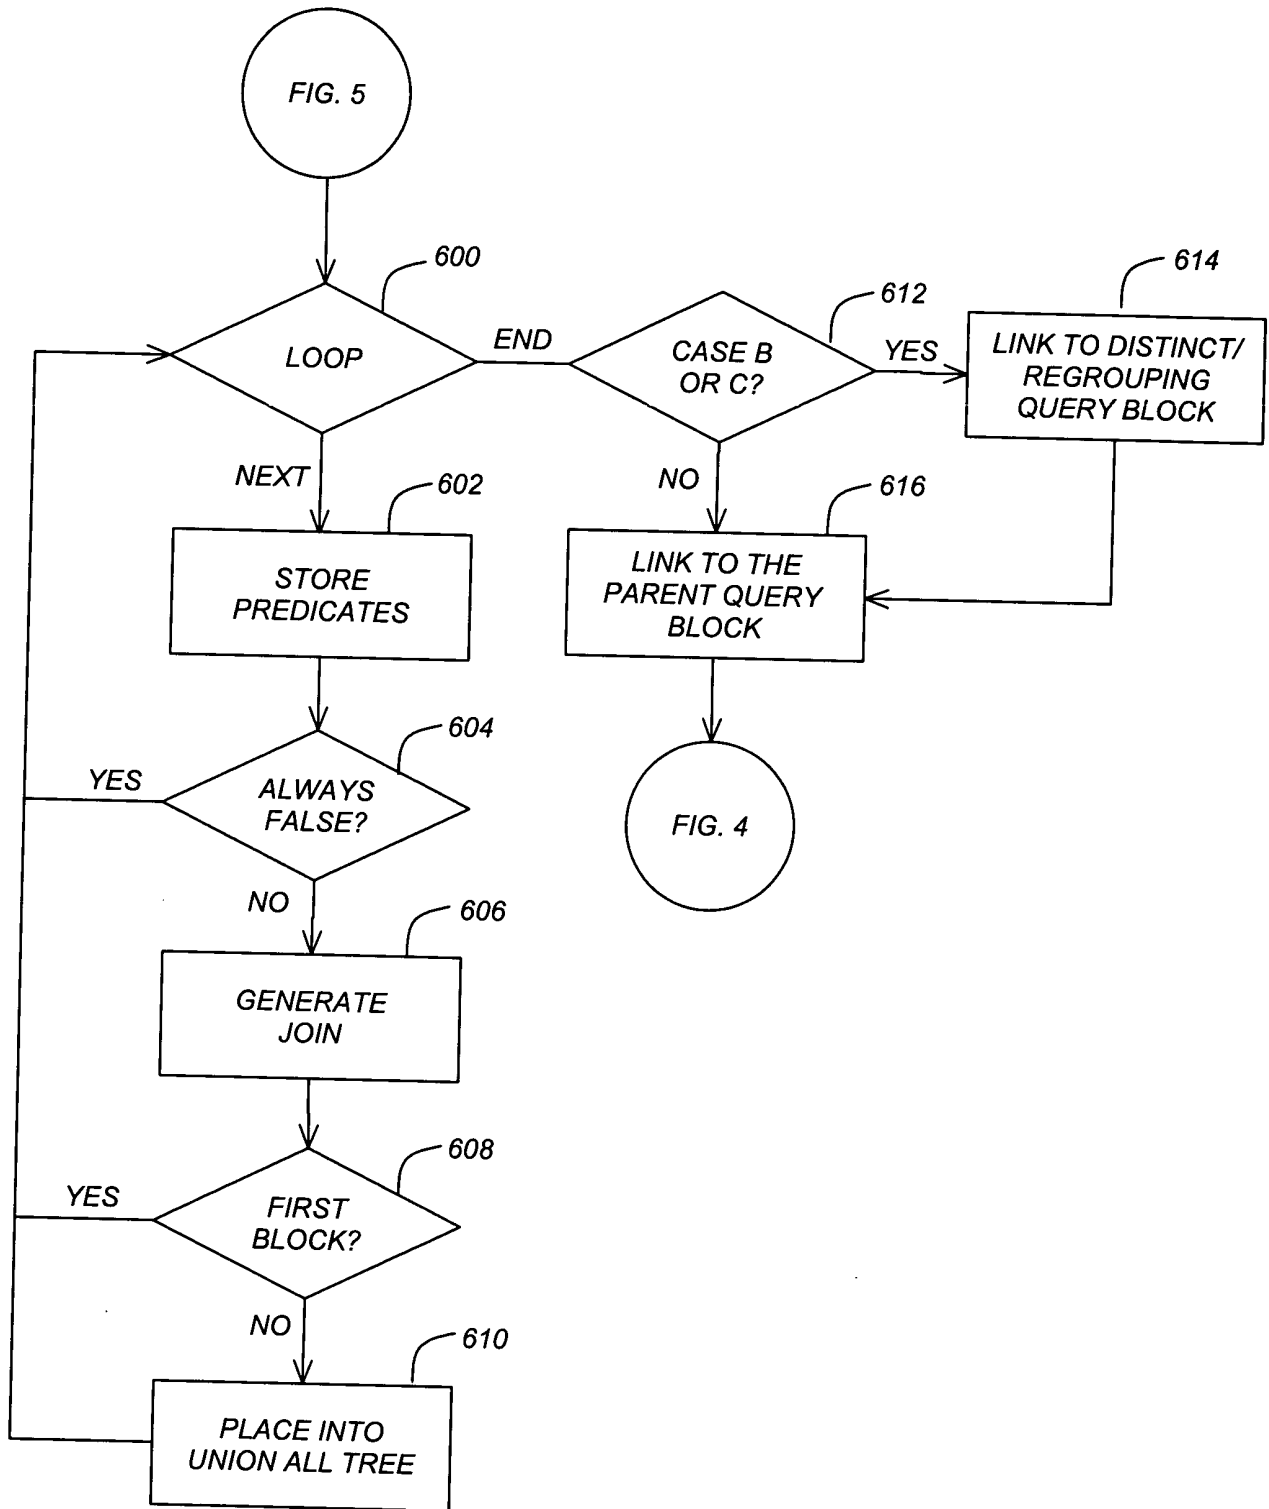 FIG. 5
600
LOOP
END
612
CASE B
OR C?
YES
614
LINK TO DISTINCT/
REGROUPING
QUERY BLOCK
NEXT
602
STORE
PREDICATES
NO
616
LINK TO THE
PARENT QUERY
BLOCK
604
ALWAYS
FALSE?
YES
FIG. 4
NO
606
GENERATE
JOIN
608
FIRST
BLOCK?
YES
NO
610
PLACE INTO
UNION ALL TREE